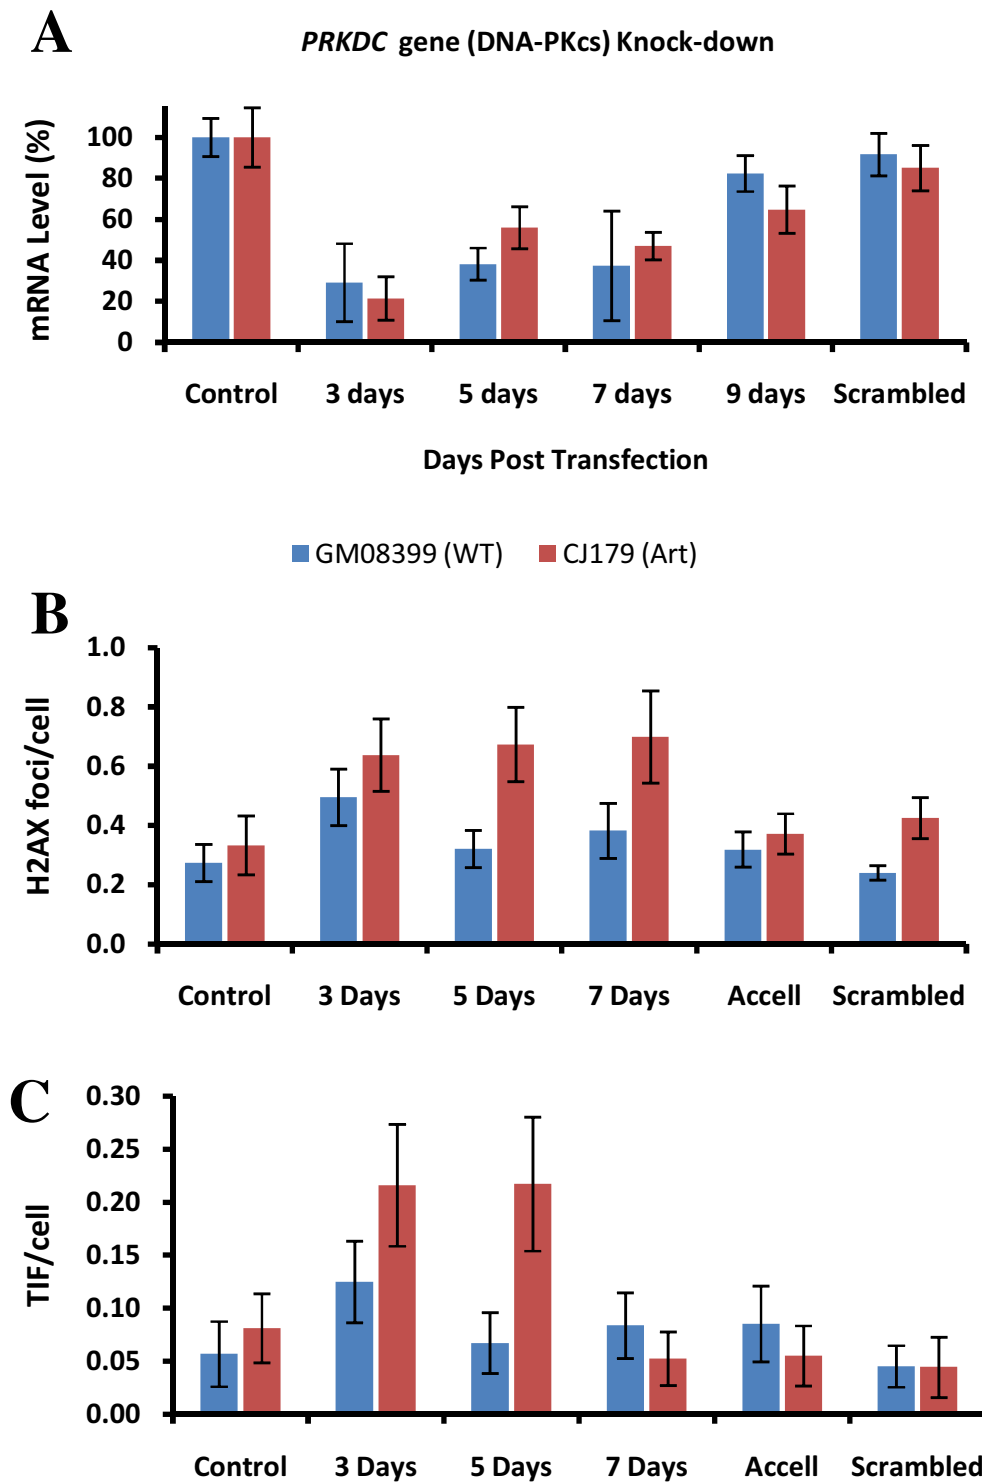 A
PRKDC gene (DNA-PKcs) Knock-down
mRNA Level (%)
100
80
60
40
20
0
Control 3 days 5 days 7 days 9 days Scrambled
Days Post Transfection
GM08399 (WT) CJ179 (Art)
B
H2AX foci/cell
1.0
0.8
0.6
0.4
0.2
0.0
Control 3 Days 5 Days 7 Days Accell Scrambled
C
TIF/cell
0.30
0.25
0.20
0.15
0.10
0.05
0.00
Control 3 Days 5 Days 7 Days Accell Scrambled